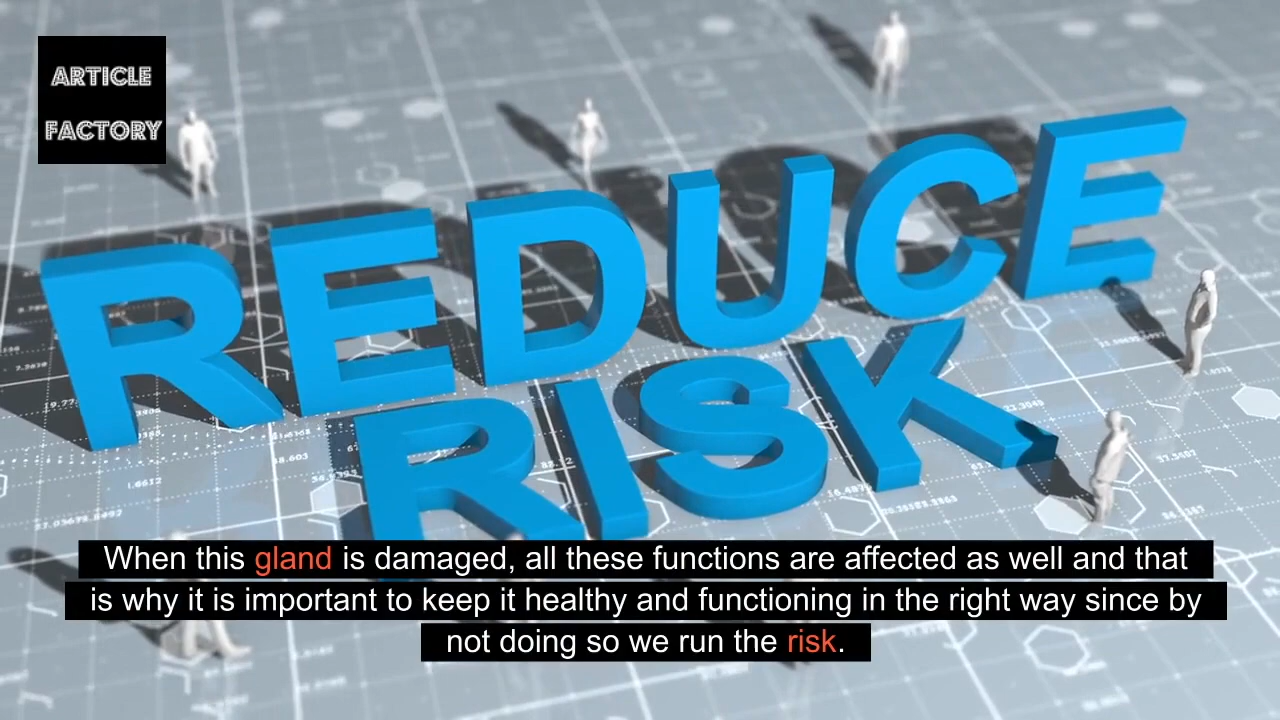 ARTICLE
FACTORY
REDUCE
RISK
When this gland is damaged, all these functions are affected as well and that
is why it is important to keep it healthy and functioning in the right way since by
not doing so we run the risk.